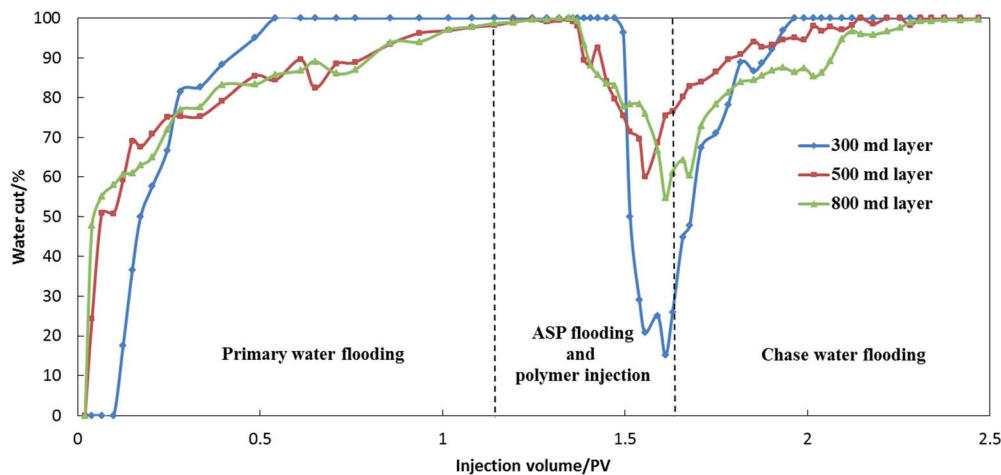 100
90
80
70
60
50
40
30
20
10
0
Water cut/%
0
0.5
1
1.5
2
2.5
Injection volume/PV
300 md layer
500 md layer
800 md layer
Primary water flooding
ASP flooding
and
polymer injection
Chase water flooding